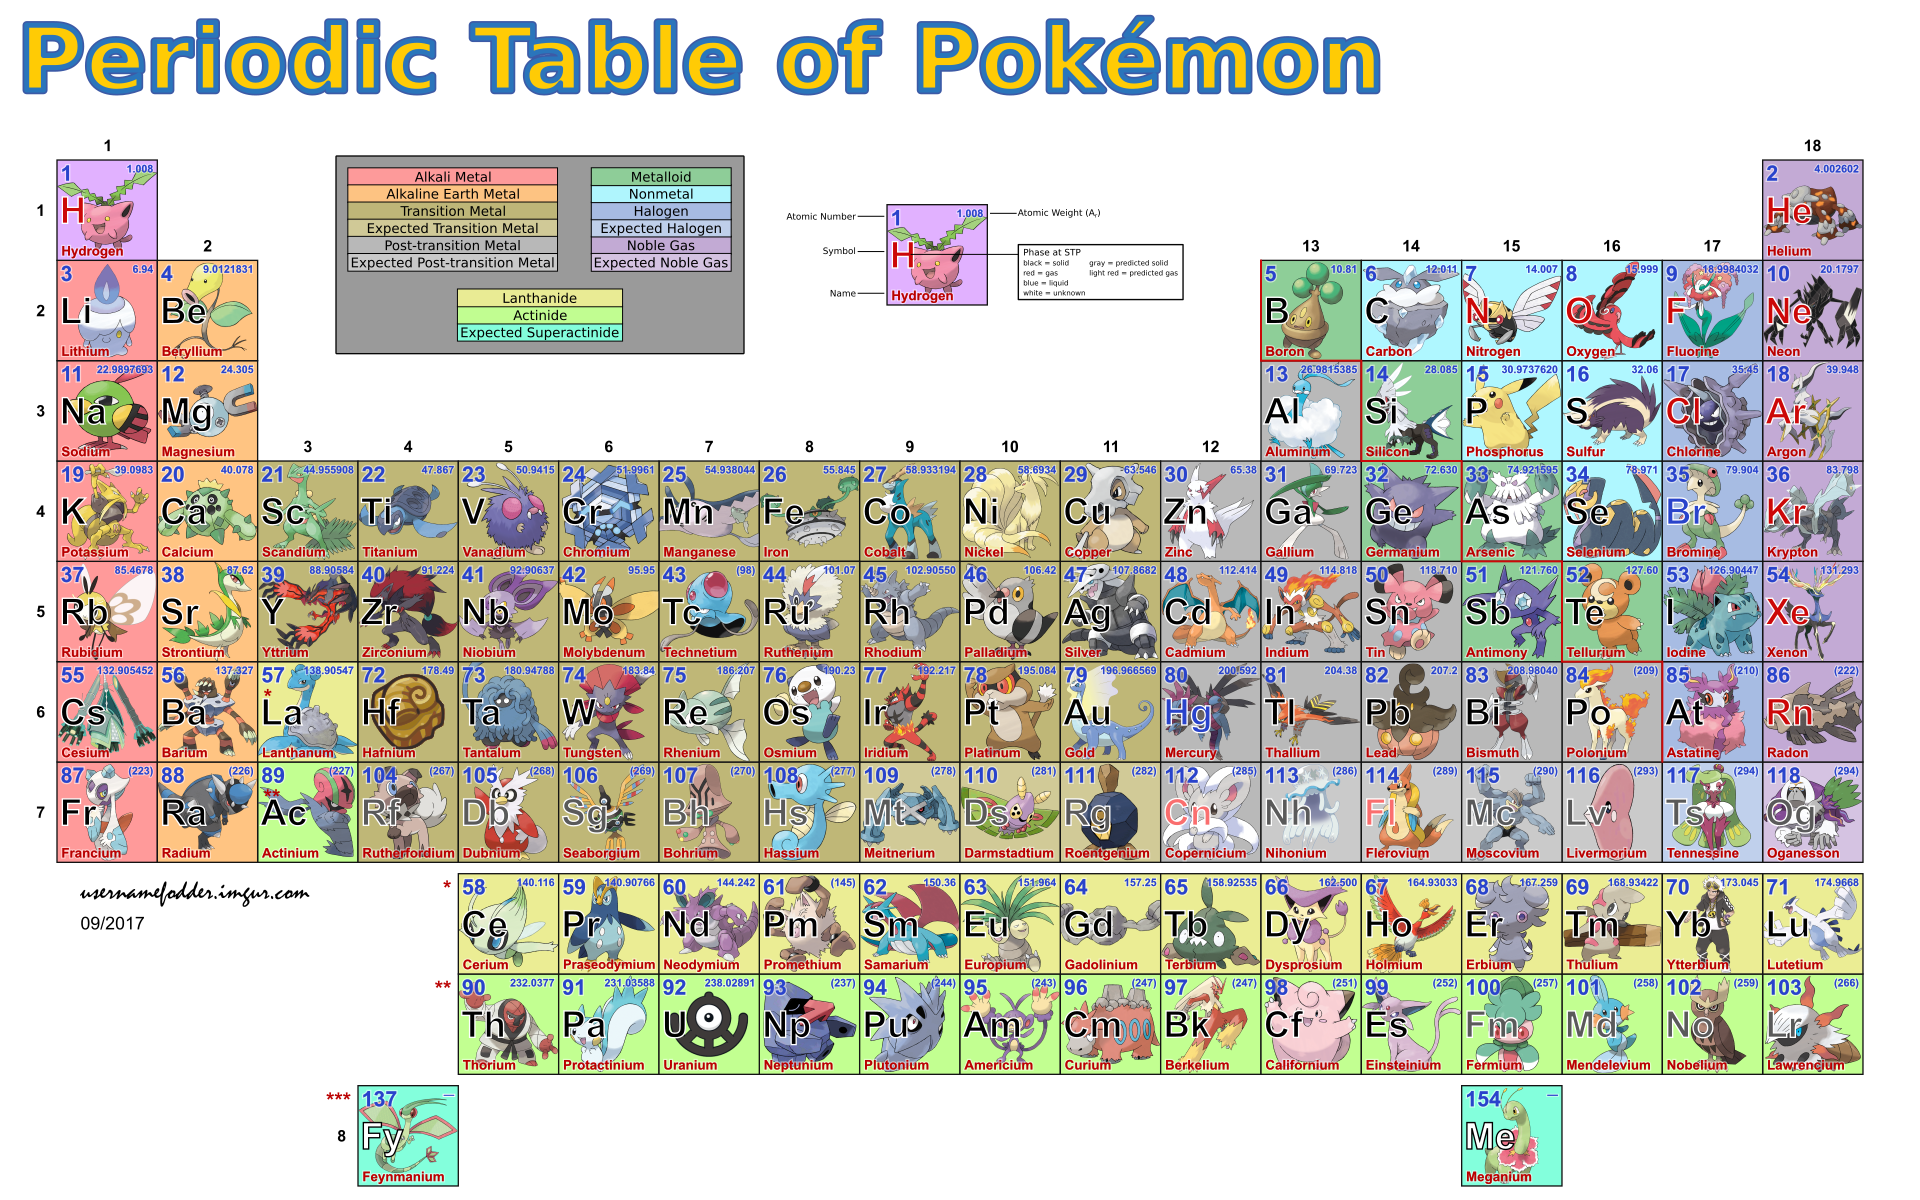 Periodic Table of Pokémon
1
18
1 1.008
H
Hydrogen
2 4.002602
He
Helium
1
Alkali Metal
Alkaline Earth Metal
Transition Metal
Expected Transition Metal
Post-transition Metal
Expected Post-transition Metal
Metalloid
Nonmetal
Halogen
Expected Halogen
Noble Gas
Expected Noble Gas
Lanthanide
Actinide
Expected Superactinide
Atomic Number
Symbol
Name
1 1.008
H
Hydrogen
Atomic Weight (Aᵣ)
Phase at STP
black = solid gray = predicted solid
red = gas light red = predicted gas
blue = liquid
white = unknown
2 13 14 15 16 17
2
3 6.94
Li
Lithium
4 9.0121831
Be
Beryllium
5 10.81
B
Boron
6 12.011
C
Carbon
7 14.007
N
Nitrogen
8 15.999
O
Oxygen
9 18.9984032
F
Fluorine
10 20.1797
Ne
Neon
3
11 22.9897693
Na
Sodium
12 24.305
Mg
Magnesium
13 26.9815385
Al
Aluminum
14 28.085
Si
Silicon
15 30.9737620
P
Phosphorus
16 32.06
S
Sulfur
17 35.45
Cl
Chlorine
18 39.948
Ar
Argon
3 4 5 6 7 8 9 10 11 12
4
19 39.0983
K
Potassium
20 40.078
Ca
Calcium
21 44.955908
Sc
Scandium
22 47.867
Ti
Titanium
23 50.9415
V
Vanadium
24 51.9961
Cr
Chromium
25 54.938044
Mn
Manganese
26 55.845
Fe
Iron
27 58.933194
Co
Cobalt
28 58.6934
Ni
Nickel
29 63.546
Cu
Copper
30 65.38
Zn
Zinc
31 69.723
Ga
Gallium
32 72.630
Ge
Germanium
33 74.921595
As
Arsenic
34 78.971
Se
Selenium
35 79.904
Br
Bromine
36 83.798
Kr
Krypton
5
37 85.4678
Rb
Rubidium
38 87.62
Sr
Strontium
39 88.90584
Y
Yttrium
40 91.224
Zr
Zirconium
41 92.90637
Nb
Niobium
42 95.95
Mo
Molybdenum
43 (98)
Tc
Technetium
44 101.07
Ru
Ruthenium
45 102.90550
Rh
Rhodium
46 106.42
Pd
Palladium
47 107.8682
Ag
Silver
48 112.414
Cd
Cadmium
49 114.818
In
Indium
50 118.710
Sn
Tin
51 121.760
Sb
Antimony
52 127.60
Te
Tellurium
53 126.90447
I
Iodine
54 131.293
Xe
Xenon
6
55 132.905452
Cs
Cesium
56 137.327
Ba
Barium
57 138.90547
*
La
Lanthanum
72 178.49
Hf
Hafnium
73 180.94788
Ta
Tantalum
74 183.84
W
Tungsten
75 186.207
Re
Rhenium
76 190.23
Os
Osmium
77 192.217
Ir
Iridium
78 195.084
Pt
Platinum
79 196.966569
Au
Gold
80 200.592
Hg
Mercury
81 204.38
Tl
Thallium
82 207.2
Pb
Lead
83 208.98040
Bi
Bismuth
84 (209)
Po
Polonium
85 (210)
At
Astatine
86 (222)
Rn
Radon
7
87 (223)
Fr
Francium
88 (226)
Ra
Radium
89 (227)
**
Ac
Actinium
104 (267)
Rf
Rutherfordium
105 (268)
Db
Dubnium
106 (269)
Sg
Seaborgium
107 (270)
Bh
Bohrium
108 (277)
Hs
Hassium
109 (278)
Mt
Meitnerium
110 (281)
Ds
Darmstadtium
111 (282)
Rg
Roentgenium
112 (285)
Cn
Copernicium
113 (286)
Nh
Nihonium
114 (289)
Fl
Flerovium
115 (290)
Mc
Moscovium
116 (293)
Lv
Livermorium
117 (294)
Ts
Tennessine
118 (294)
Og
Oganesson
usernamefodder.imgur.com
09/2017
*
58 140.116
Ce
Cerium
59 140.90766
Pr
Praseodymium
60 144.242
Nd
Neodymium
61 (145)
Pm
Promethium
62 150.36
Sm
Samarium
63 151.964
Eu
Europium
64 157.25
Gd
Gadolinium
65 158.92535
Tb
Terbium
66 162.500
Dy
Dysprosium
67 164.93033
Ho
Holmium
68 167.259
Er
Erbium
69 168.93422
Tm
Thulium
70 173.045
Yb
Ytterbium
71 174.9668
Lu
Lutetium
**
90 232.0377
Th
Thorium
91 231.03588
Pa
Protactinium
92 238.02891
U
Uranium
93 (237)
Np
Neptunium
94 (244)
Pu
Plutonium
95 (243)
Am
Americium
96 (247)
Cm
Curium
97 (247)
Bk
Berkelium
98 (251)
Cf
Californium
99 (252)
Es
Einsteinium
100 (257)
Fm
Fermium
101 (258)
Md
Mendelevium
102 (259)
No
Nobelium
103 (266)
Lr
Lawrencium
***
8
137 —
Fy
Feynmanium
154 —
Me
Meganium